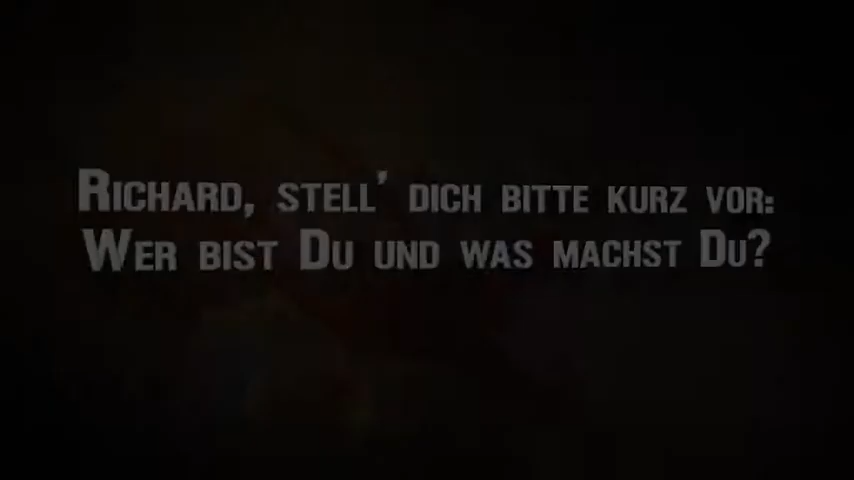 Richard, stell' dich bitte kurz vor:
Wer bist Du und was machst Du?